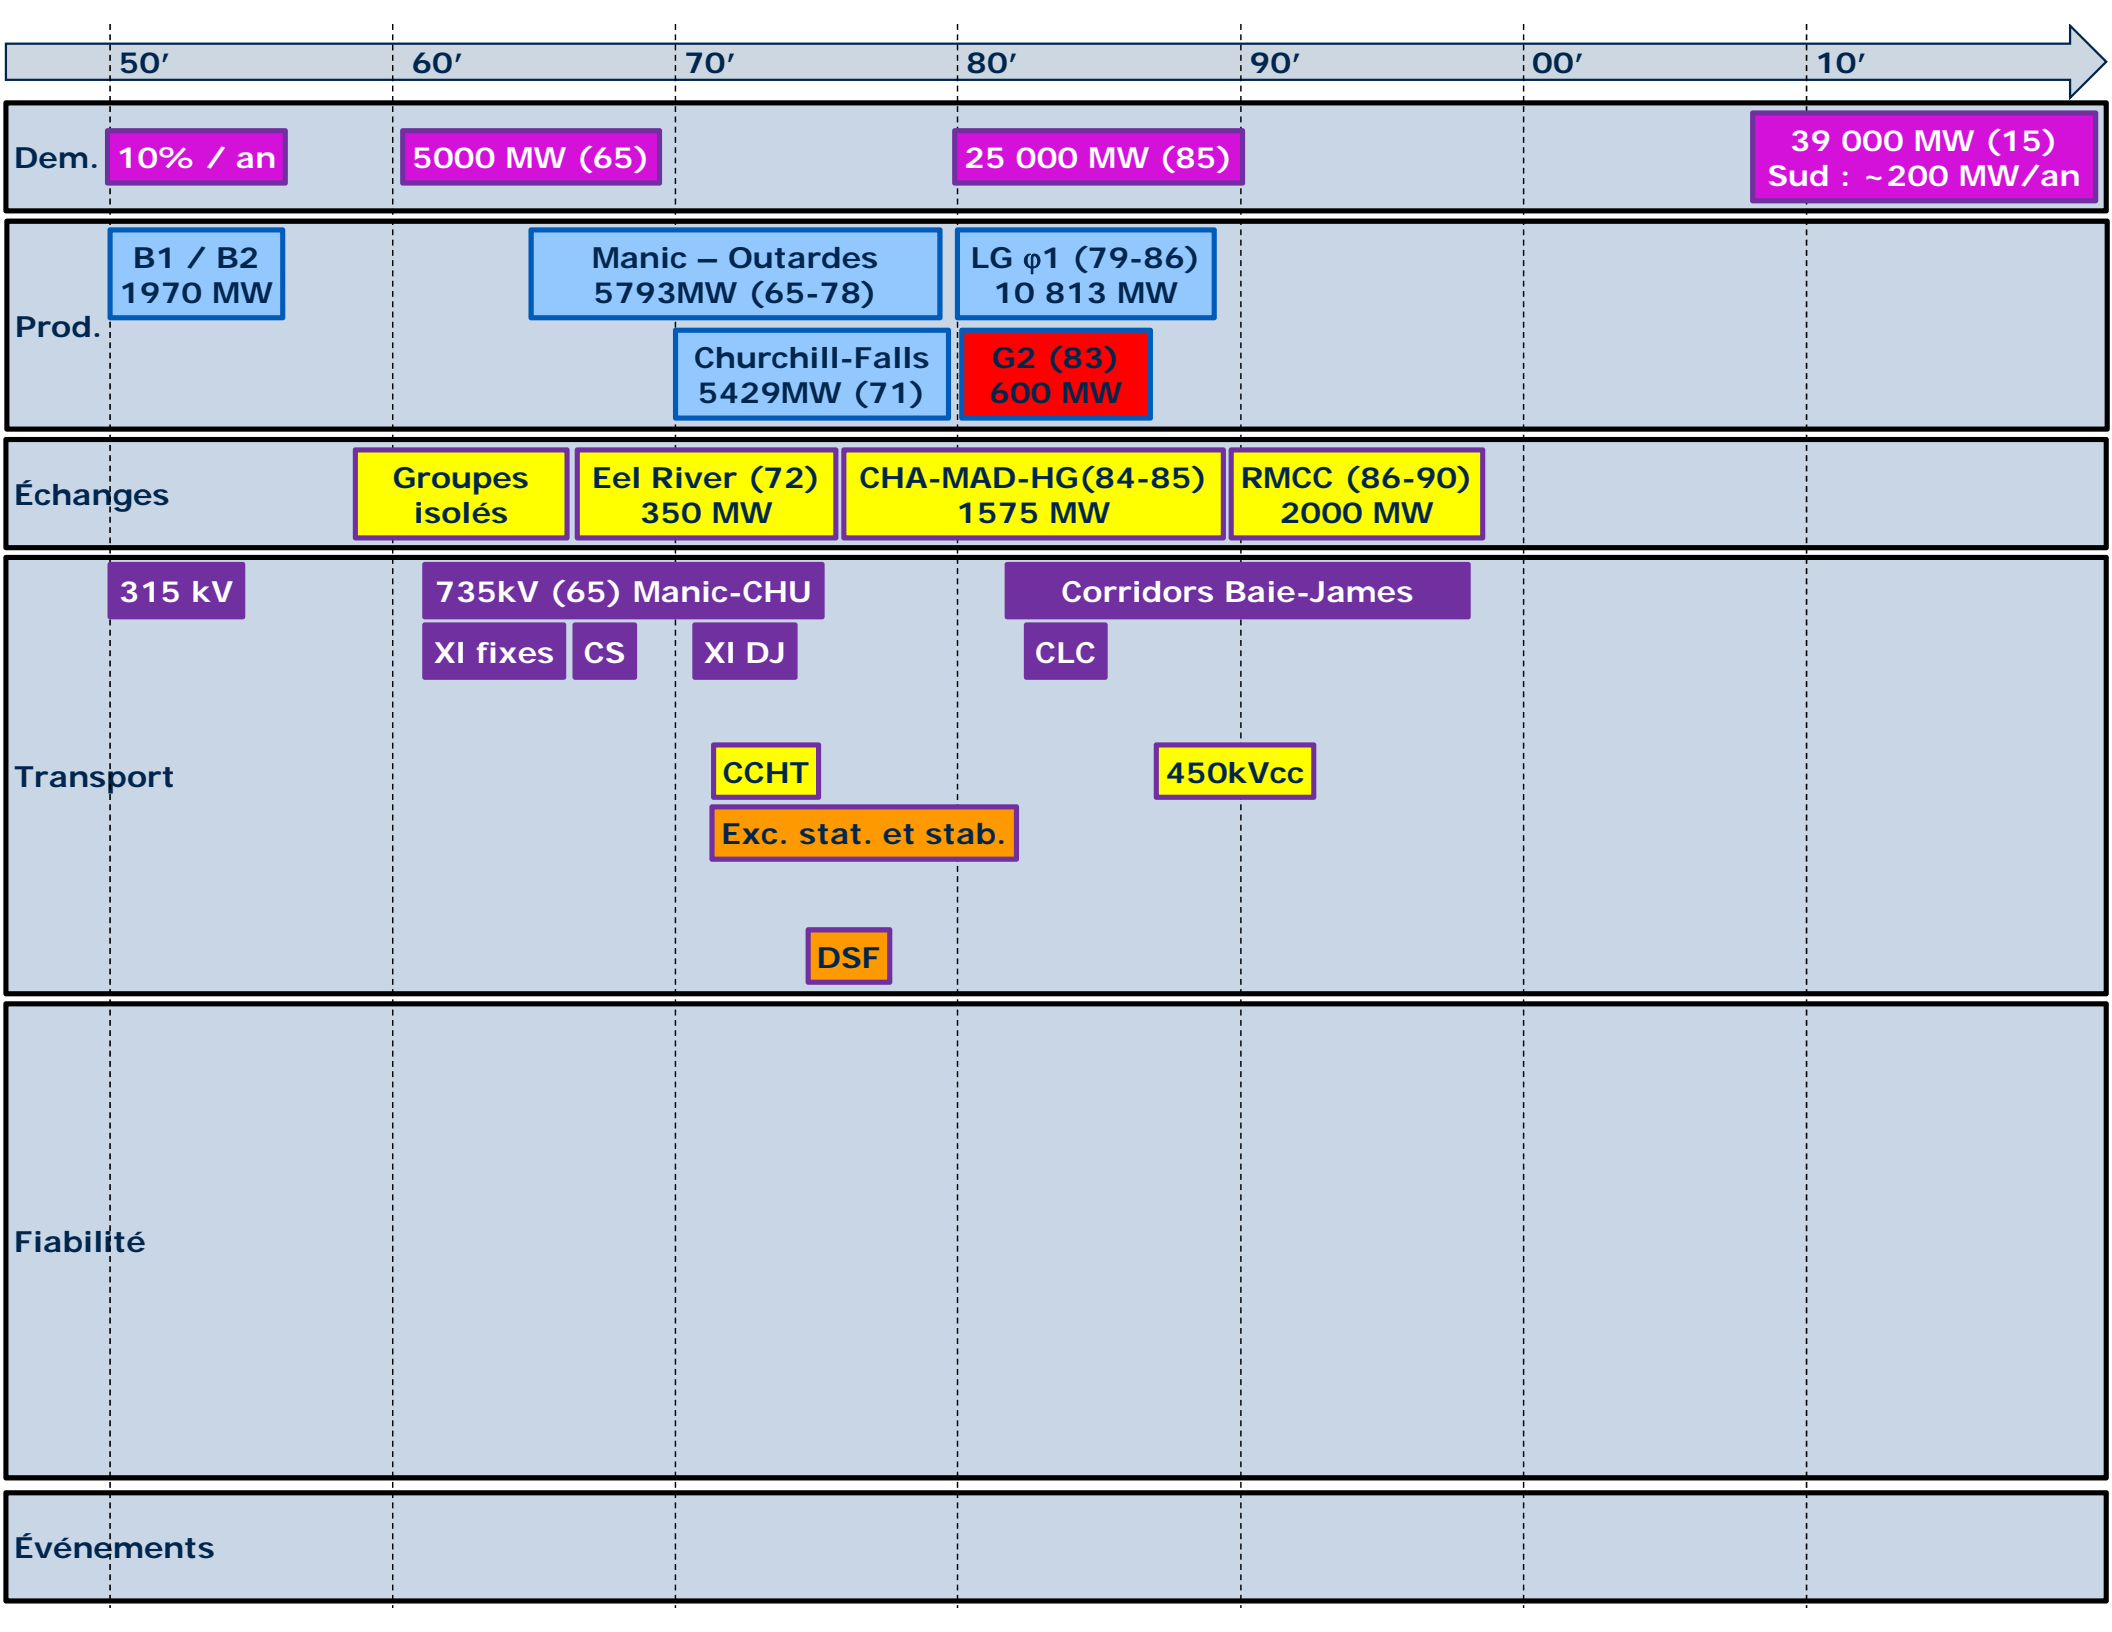 50’ 60’ 70’ 80’ 90’ 00’ 10’
Dem.
10% / an
5000 MW (65)
25 000 MW (85)
39 000 MW (15)
Sud : ~200 MW/an
Prod.
B1 / B2
1970 MW
Manic – Outardes
5793MW (65-78)
LG φ1 (79-86)
10 813 MW
Churchill-Falls
5429MW (71)
G2 (83)
600 MW
Échanges
Groupes
isolés
Eel River (72)
350 MW
CHA-MAD-HG(84-85)
1575 MW
RMCC (86-90)
2000 MW
Transport
315 kV
735kV (65) Manic-CHU
Corridors Baie-James
XI fixes
CS
XI DJ
CLC
CCHT
450kVcc
Exc. stat. et stab.
DSF
Fiabilité
Événements